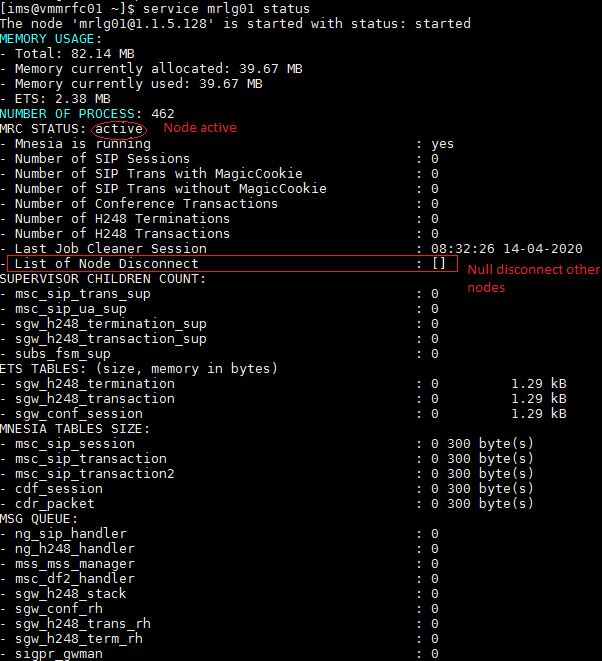 [ims@vmmrfc01 ~]$ service mrlg01 status
The node 'mrlg01@1.1.5.128' is started with status: started
MEMORY USAGE:
- Total: 82.14 MB
- Memory currently allocated: 39.67 MB
- Memory currently used: 39.67 MB
- ETS: 2.38 MB
NUMBER OF PROCESS: 462
MRC STATUS: active Node active
- Mnesia is running : yes
- Number of SIP Sessions : 0
- Number of SIP Trans with MagicCookie : 0
- Number of SIP Trans without MagicCookie : 0
- Number of Conference Transactions : 0
- Number of H248 Terminations : 0
- Number of H248 Transactions : 0
- Last Job Cleaner Session : 08:32:26 14-04-2020
- List of Node Disconnect : []
Null disconnect other
nodes
SUPERVISOR CHILDREN COUNT:
- msc_sip_trans_sup : 0
- msc_sip_ua_sup : 0
- sgw_h248_termination_sup : 0
- sgw_h248_transaction_sup : 0
- subs_fsm_sup : 0
ETS TABLES: (size, memory in bytes)
- sgw_h248_termination : 0 1.29 kB
- sgw_h248_transaction : 0 1.29 kB
- sgw_conf_session : 0 1.29 kB
MNESIA TABLES SIZE:
- msc_sip_session : 0 300 byte(s)
- msc_sip_transaction : 0 300 byte(s)
- msc_sip_transaction2 : 0 300 byte(s)
- cdf_session : 0 300 byte(s)
- cdr_packet : 0 300 byte(s)
MSG QUEUE:
- ng_sip_handler : 0
- ng_h248_handler : 0
- mss_mss_manager : 0
- msc_df2_handler : 0
- sgw_h248_stack : 0
- sgw_conf_rh : 0
- sgw_h248_trans_rh : 0
- sgw_h248_term_rh : 0
- sigpr_gwman : 0